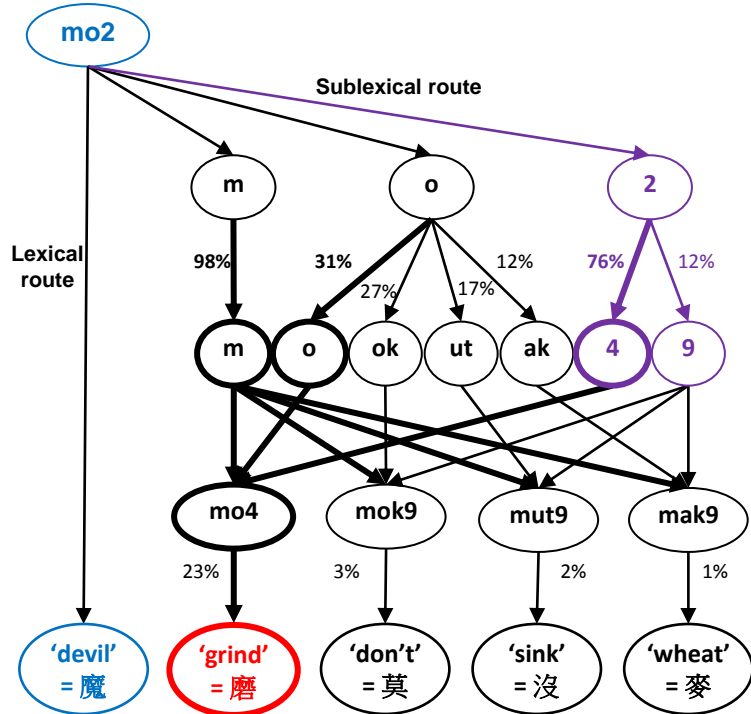 mo2
Sublexical route
m o 2
Lexical
route
98% 31% 27% 17% 12% 76% 12%
m o ok ut ak 4 9
mo4 mok9 mut9 mak9
23% 3% 2% 1%
‘devil’ ‘grind’ ‘don’t’ ‘sink’ ‘wheat’
= 魔 = 磨 = 莫 = 沒 = 麥